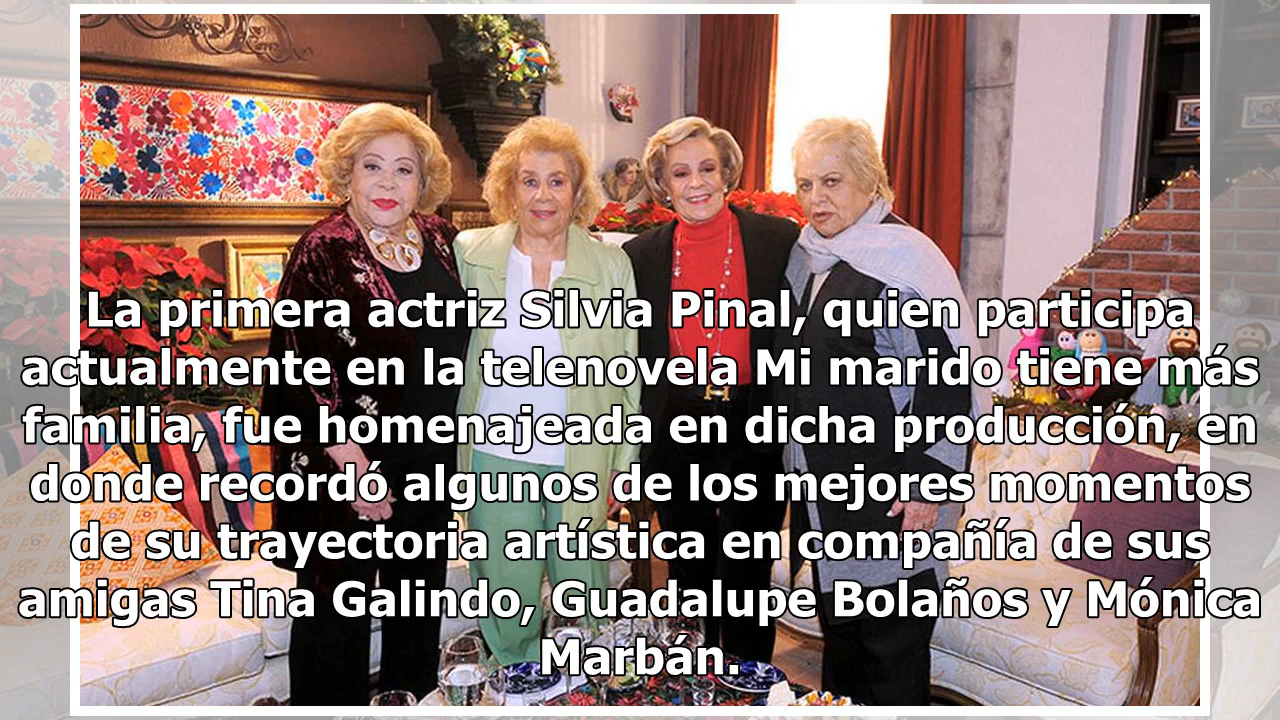 La primera actriz Silvia Pinal, quien participa
actualmente en la telenovela Mi marido tiene más
familia, fue homenajeada en dicha producción, en
donde recordó algunos de los mejores momentos
de su trayectoria artística en compañía de sus
amigas Tina Galindo, Guadalupe Bolaños y Mónica
Marbán.